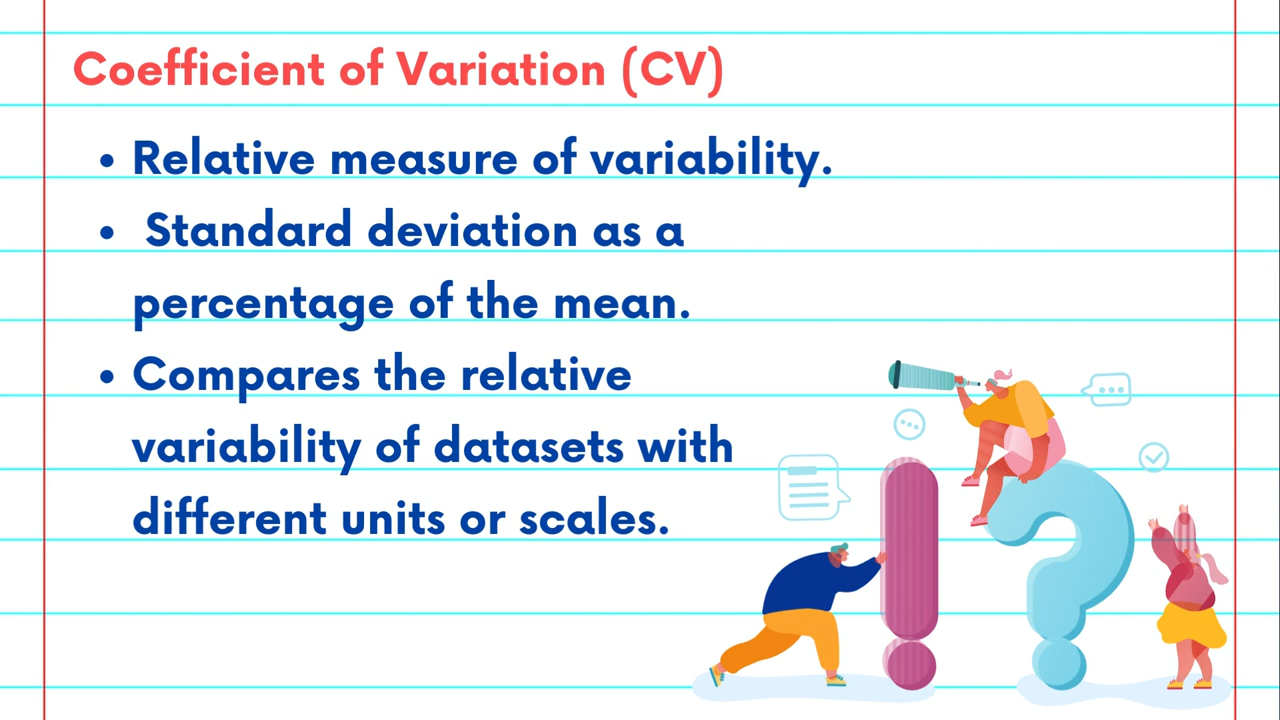 Coefficient of Variation (CV)
• Relative measure of variability.
• Standard deviation as a
percentage of the mean.
• Compares the relative
variability of datasets with
different units or scales.